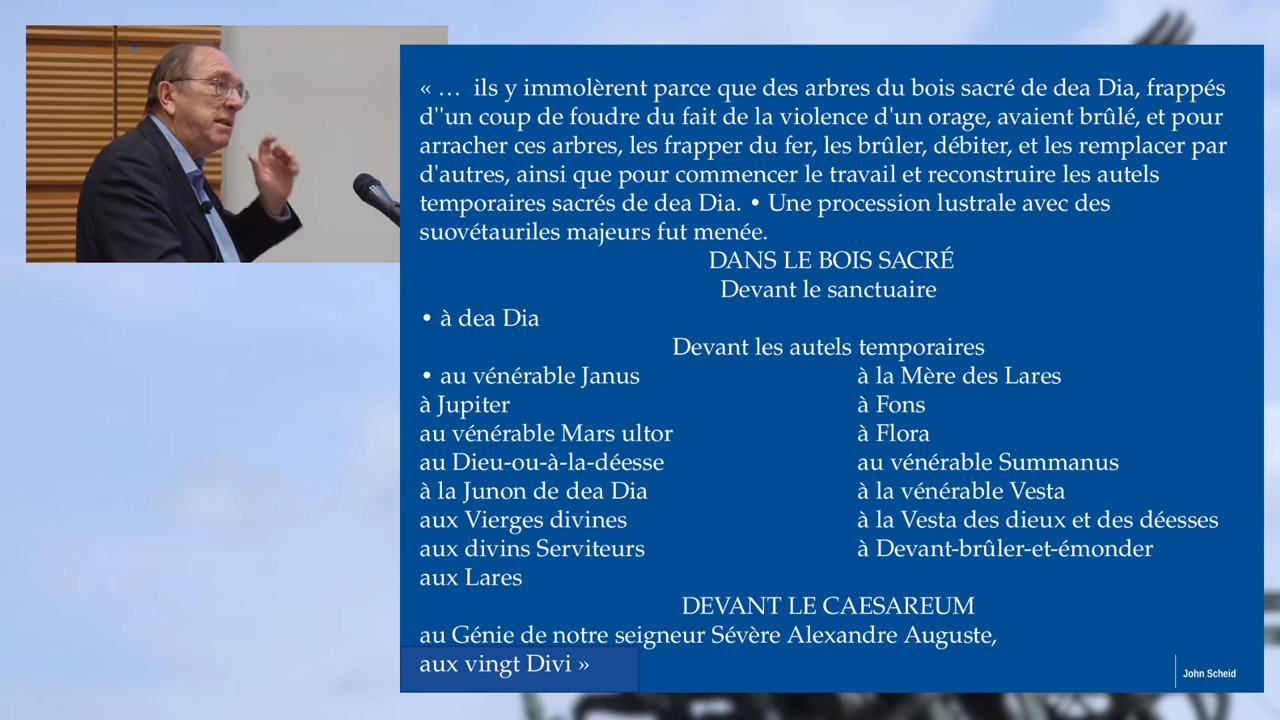 « …  ils y immolèrent parce que des arbres du bois sacré de dea Dia, frappés
d''un coup de foudre du fait de la violence d'un orage, avaient brûlé, et pour
arracher ces arbres, les frapper du fer, les brûler, débiter, et les remplacer par
d'autres, ainsi que pour commencer le travail et reconstruire les autels
temporaires sacrés de dea Dia. • Une procession lustrale avec des
suovétauriles majeurs fut menée.
DANS LE BOIS SACRÉ
Devant le sanctuaire
• à dea Dia
Devant les autels temporaires
• au vénérable Janus
à Jupiter
au vénérable Mars ultor
au Dieu-ou-à-la-déesse
à la Junon de dea Dia
aux Vierges divines
aux divins Serviteurs
aux Lares
à la Mère des Lares
à Fons
à Flora
au vénérable Summanus
à la vénérable Vesta
à la Vesta des dieux et des déesses
à Devant-brûler-et-émonder
DEVANT LE CAESAREUM
au Génie de notre seigneur Sévère Alexandre Auguste,
aux vingt Divi »
John Scheid